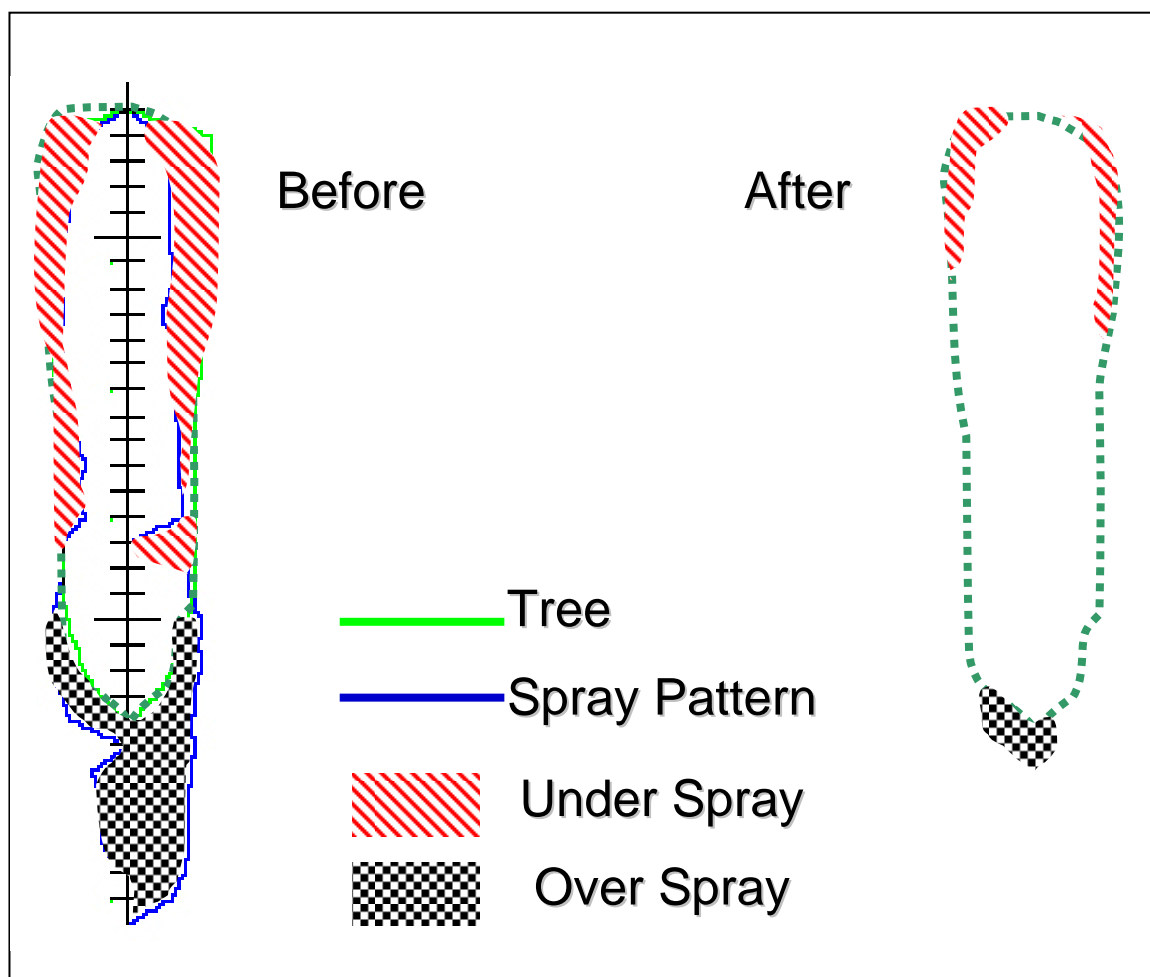 Before
After
Tree
Spray Pattern
Under Spray
Over Spray